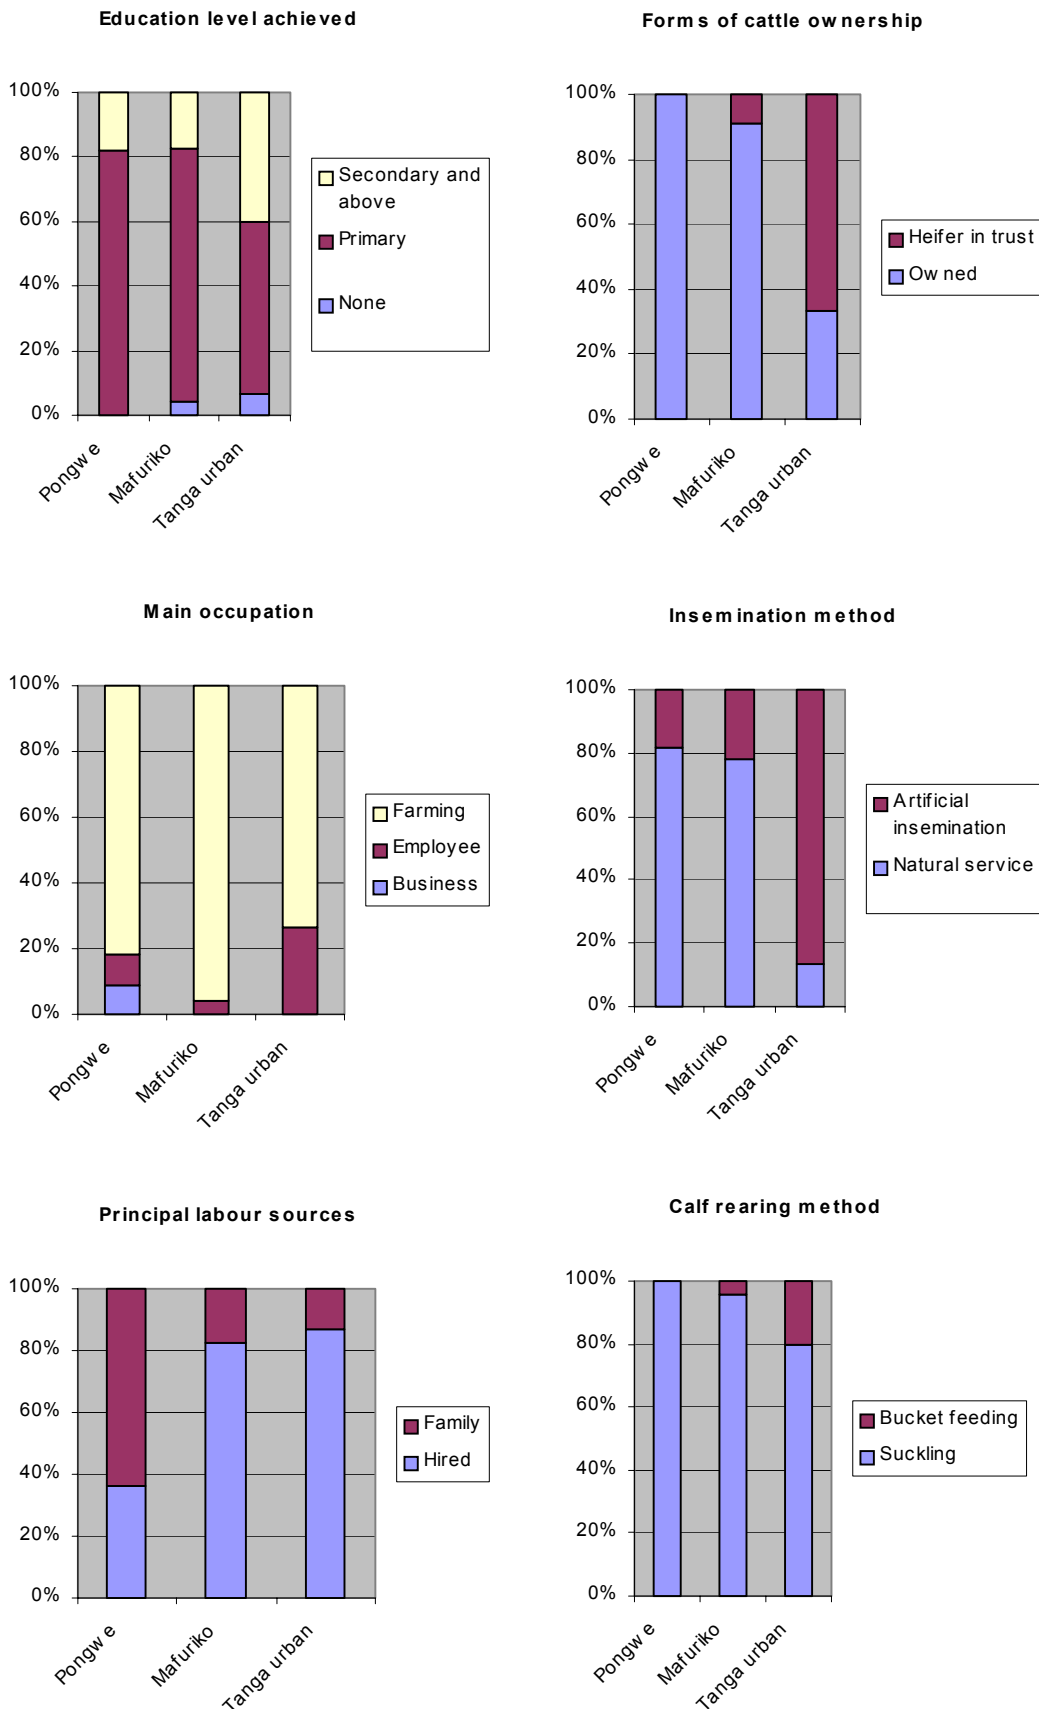 Education level achieved
100%
80%
60%
40%
20%
0%
Pongwe
Mafuriko
Tanga urban
Secondary and
above
Primary
None
Forms of cattle ownership
100%
80%
60%
40%
20%
0%
Pongwe
Mafuriko
Tanga urban
Heifer in trust
Owned
Main occupation
100%
80%
60%
40%
20%
0%
Pongwe
Mafuriko
Tanga urban
Farming
Employee
Business
Insemination method
100%
80%
60%
40%
20%
0%
Pongwe
Mafuriko
Tanga urban
Artificial
insemination
Natural service
Principal labour sources
100%
80%
60%
40%
20%
0%
Pongwe
Mafuriko
Tanga urban
Family
Hired
Calf rearing method
100%
80%
60%
40%
20%
0%
Pongwe
Mafuriko
Tanga urban
Bucket feeding
Suckling